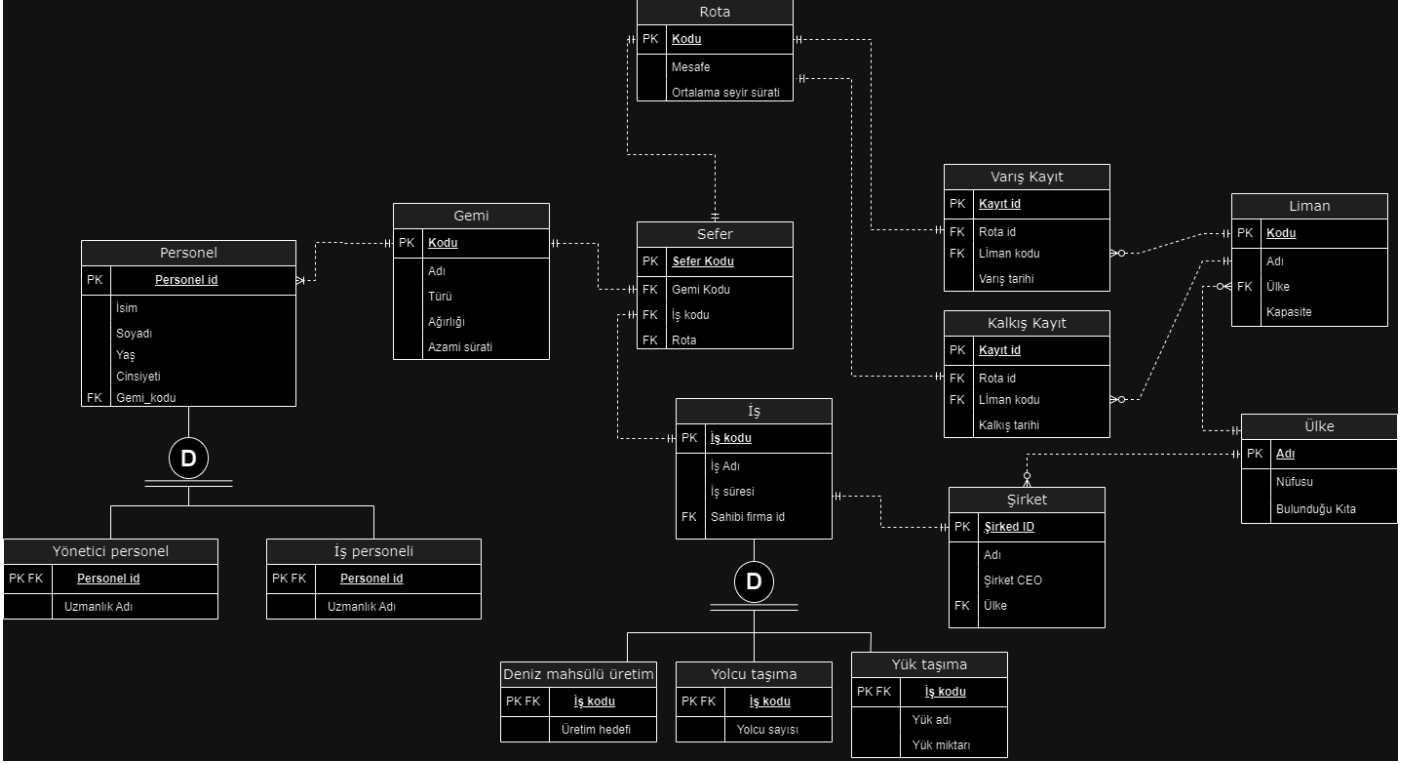 Rota
PK Kodu
Mesafe
Ortalama seyir sürati
Varış Kayıt
PK Kayıt id
FK Rota id
FK Lİman kodu
Varış tarihi
Liman
PK Kodu
Adı
FK Ülke
Kapasite
Gemi
PK Kodu
Adı
Türü
Ağırlığı
Azami sürati
Sefer
PK Sefer Kodu
FK Gemi Kodu
FK İş kodu
FK Rota
Personel
PK Personel id
İsim
Soyadı
Yaş
Cinsiyeti
FK Gemi_kodu
Kalkış Kayıt
PK Kayıt id
FK Rota id
FK Lİman kodu
Kalkış tarihi
İş
PK İş kodu
İş Adı
İş süresi
FK Sahibi firma id
Ülke
PK Adı
Nüfusu
Bulunduğu Kıta
D
Şirket
PK Şirked ID
Adı
Şirket CEO
FK Ülke
Yönetici personel
PK FK Personel id
Uzmanlık Adı
İş personeli
PK FK Personel id
Uzmanlık Adı
D
Deniz mahsülü üretim
PK FK İş kodu
Üretim hedefi
Yolcu taşıma
PK FK İş kodu
Yolcu sayısı
Yük taşıma
PK FK İş kodu
Yük adı
Yük miktarı